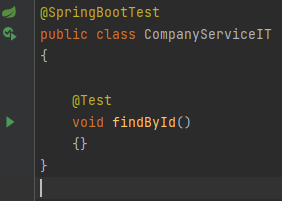 @SpringBootTest
public class CompanyServiceIT
{
@Test
void findById()
{}
}